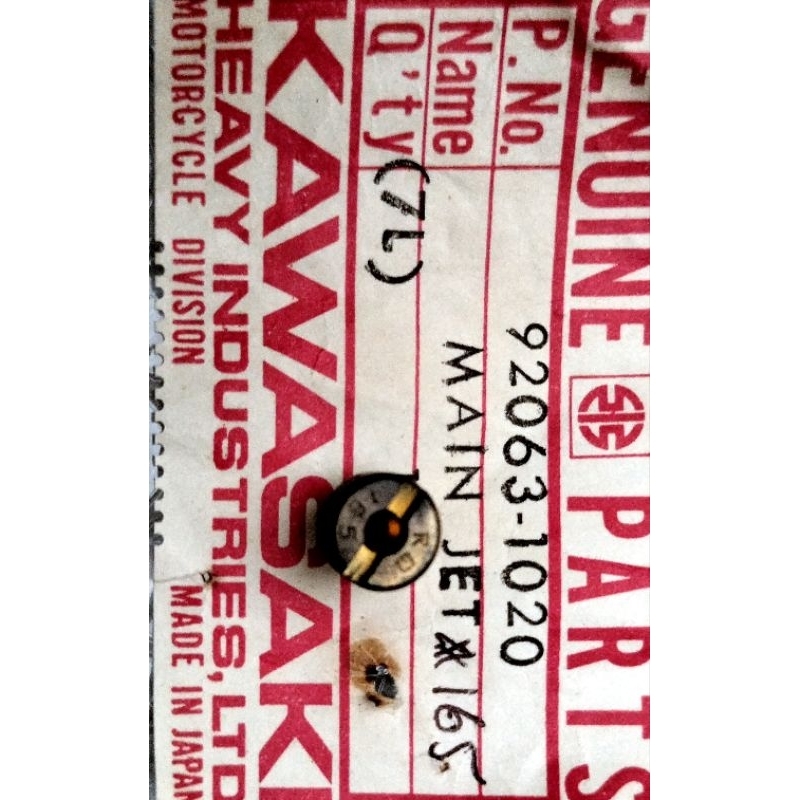 GENUINE PARTS
P. No. 92063-1020
Name MAIN JET # 165
Q'ty (7L)
KAWASAKI
HEAVY INDUSTRIES, LTD
MOTORCYCLE DIVISION MADE IN JAPAN
165